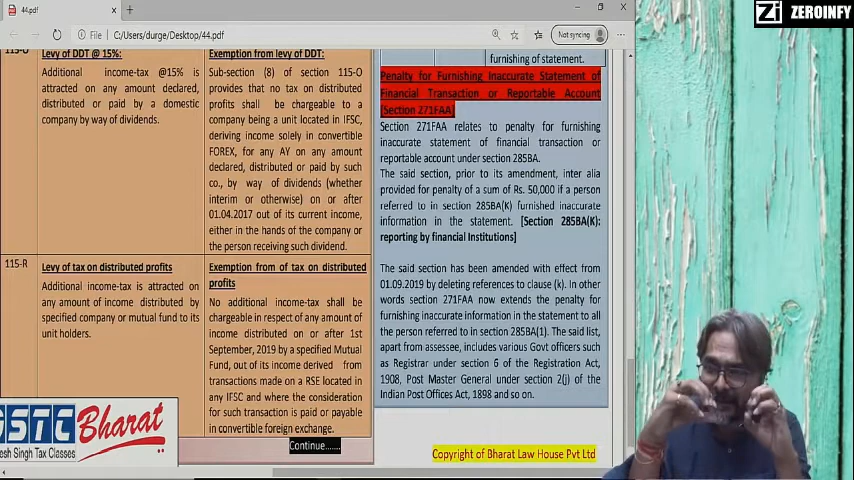 44.pdf
File
C:/Users/durge/Desktop/44.pdf
Not syncing
ZEROINFY
115-O
Levy of DDT @ 15%:
Additional income-tax @15% is
attracted on any amount declared,
distributed or paid by a domestic
company by way of dividends.
Exemption from levy of DDT:
Sub-section (8) of section 115-O
provides that no tax on distributed
profits shall be chargeable to a
company being a unit located in IFSC,
deriving income solely in convertible
FOREX, for any AY on any amount
declared, distributed or paid by such
co., by way of dividends (whether
interim or otherwise) on or after
01.04.2017 out of its current income,
either in the hands of the company or
the person receiving such dividend.
115-R
Levy of tax on distributed profits
Additional income-tax is attracted on
any amount of income distributed by
specified company or mutual fund to its
unit holders.
Exemption from of tax on distributed
profits
No additional income-tax shall be
chargeable in respect of any amount of
income distributed on or after 1st
September, 2019 by a specified Mutual
Fund, out of its income derived from
transactions made on a RSE located in
any IFSC and where the consideration
for such transaction is paid or payable
in convertible foreign exchange.
Continue.......
furnishing of statement.
Penalty for Furnishing Inaccurate Statement of
Financial Transaction or Reportable Account
[Section 271FAA]
Section 271FAA relates to penalty for furnishing
inaccurate statement of financial transaction or
reportable account under section 285BA.
The said section, prior to its amendment, inter alia
provided for penalty of a sum of Rs. 50,000 if a person
referred to in section 285BA(K) furnished inaccurate
information in the statement. [Section 285BA(K):
reporting by financial Institutions]
The said section has been amended with effect from
01.09.2019 by deleting references to clause (k). In other
words section 271FAA now extends the penalty for
furnishing inaccurate information in the statement to all
the person referred to in section 285BA(1). The said list,
apart from assessee, includes various Govt officers such
as Registrar under section 6 of the Registration Act,
1908, Post Master General under section 2(j) of the
Indian Post Offices Act, 1898 and so on.
Copyright of Bharat Law House Pvt Ltd
GSTC Bharat
esh Singh Tax Classes